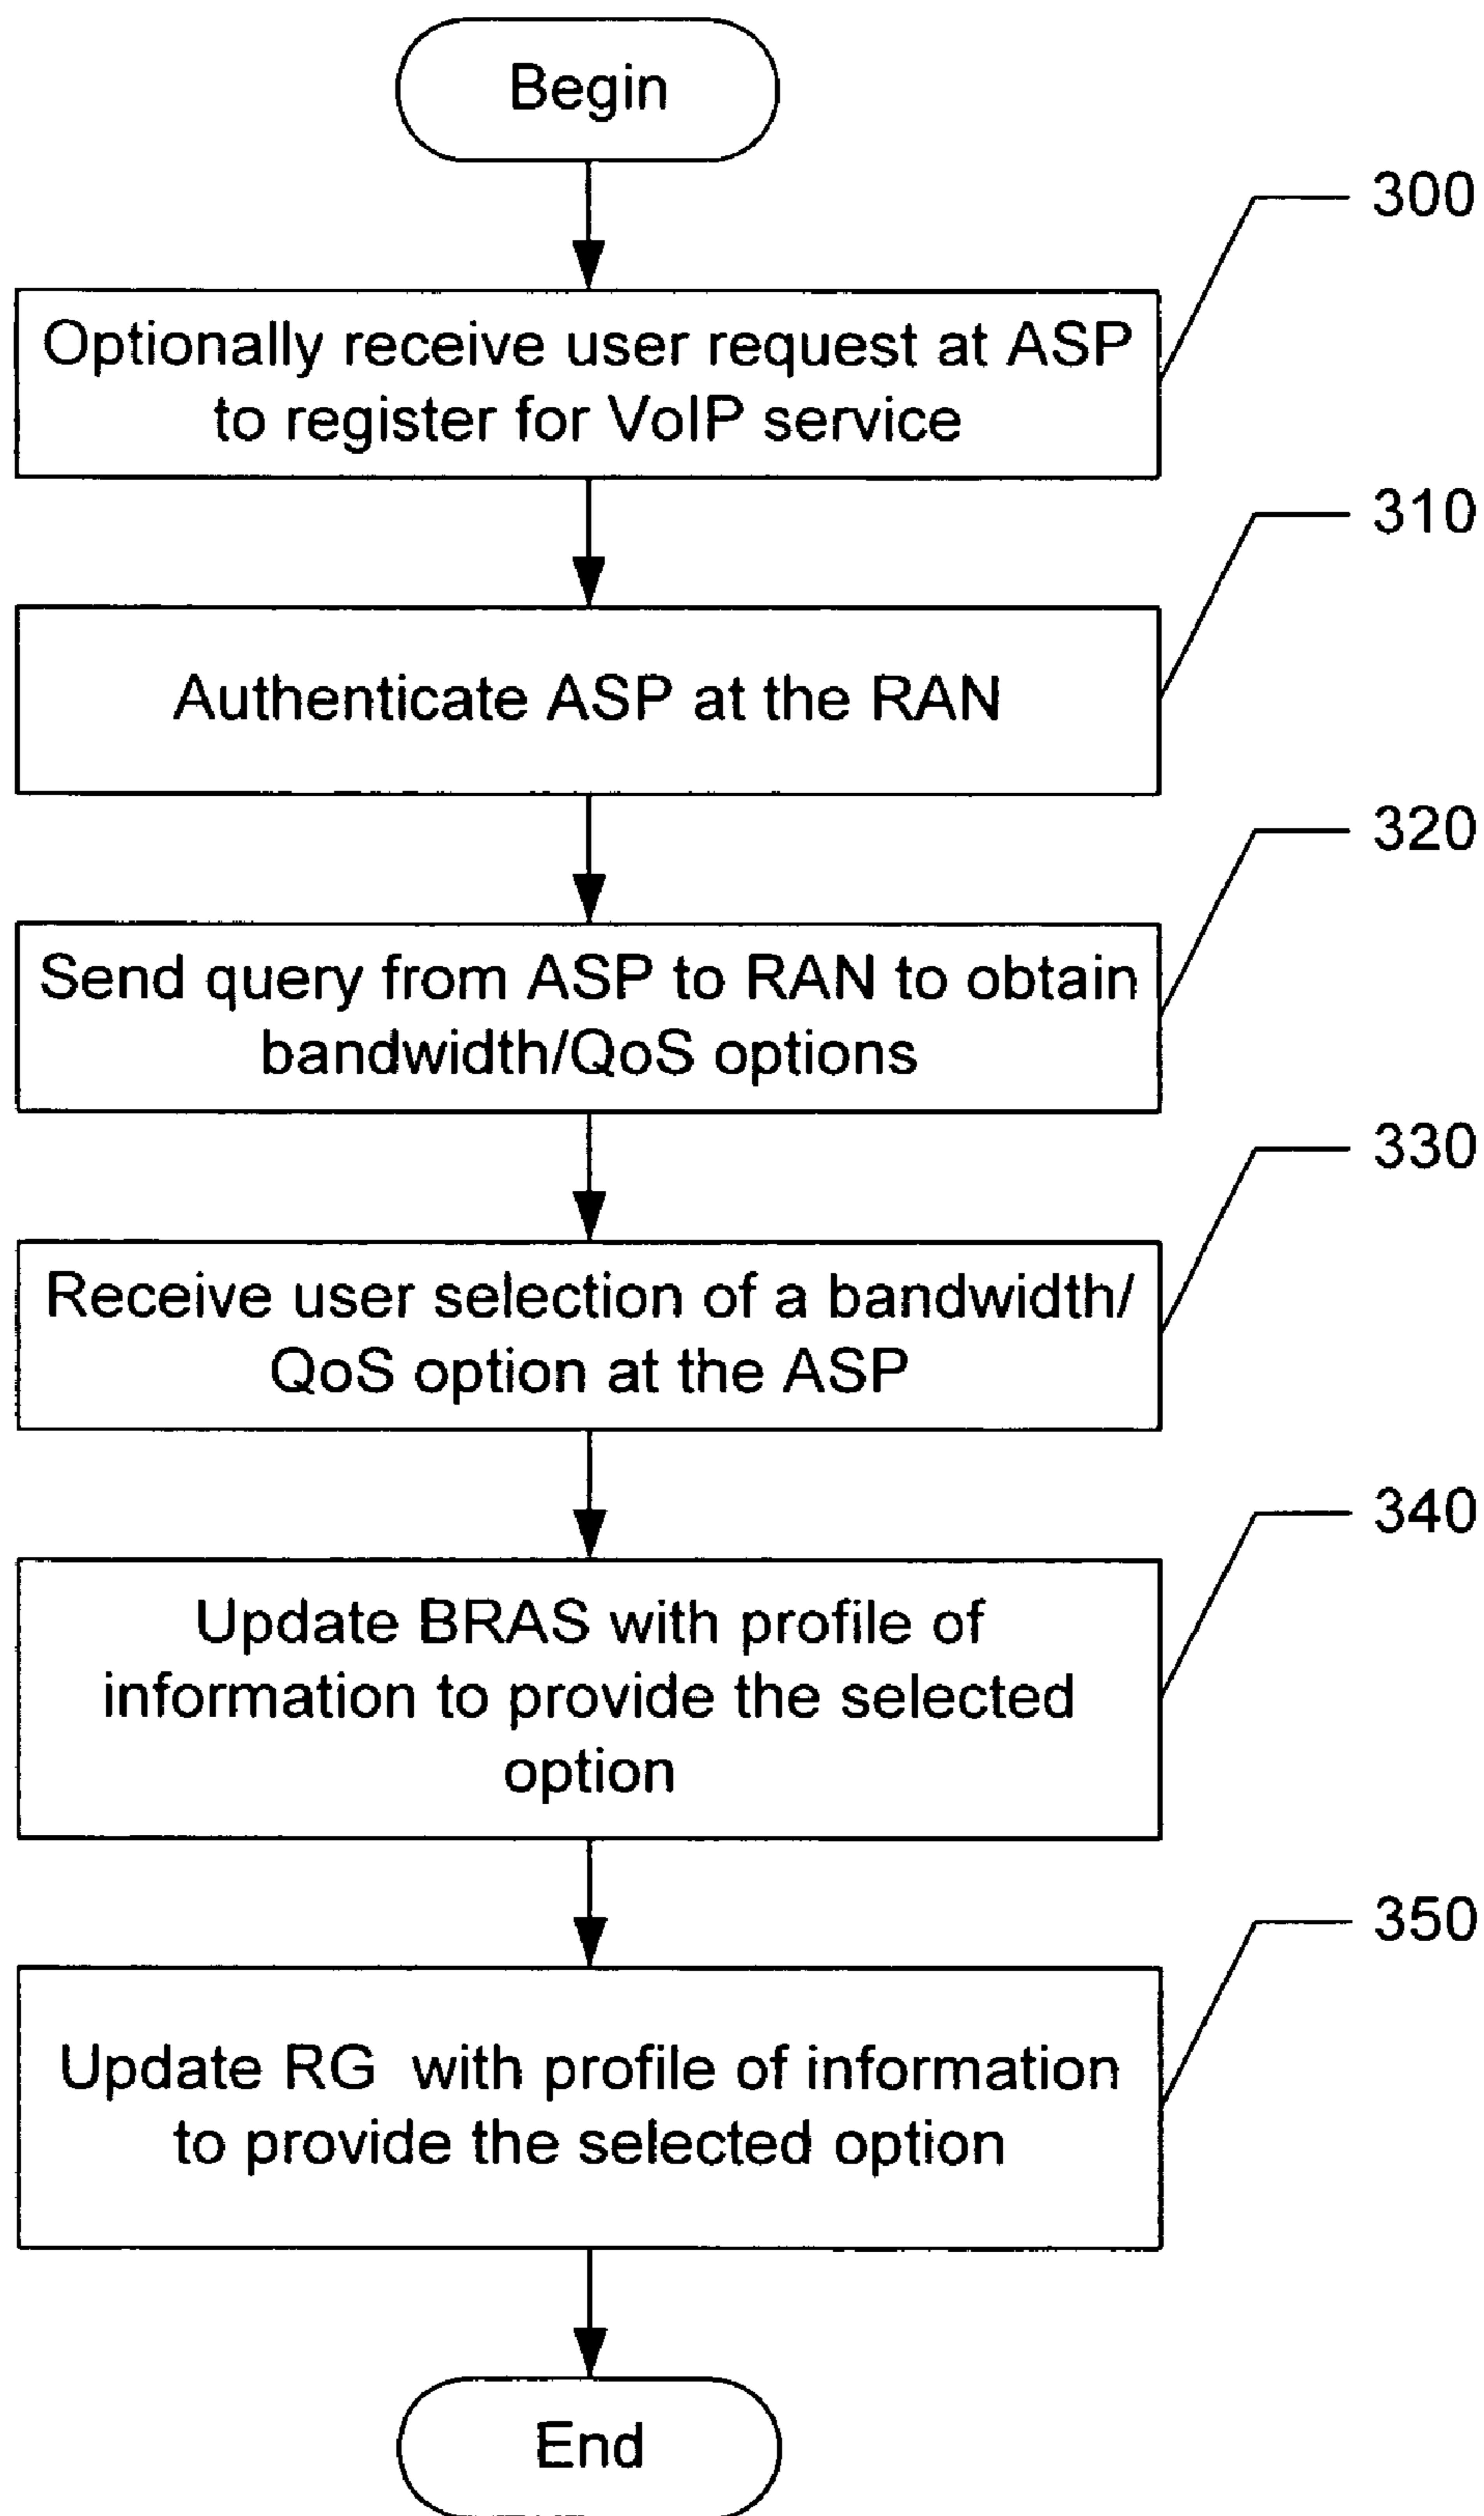 Begin
300
Optionally receive user request at ASP
to register for VoIP service
310
Authenticate ASP at the RAN
320
Send query from ASP to RAN to obtain
bandwidth/QoS options
330
Receive user selection of a bandwidth/
QoS option at the ASP
340
Update BRAS with profile of
information to provide the selected
option
350
Update RG with profile of information
to provide the selected option
End